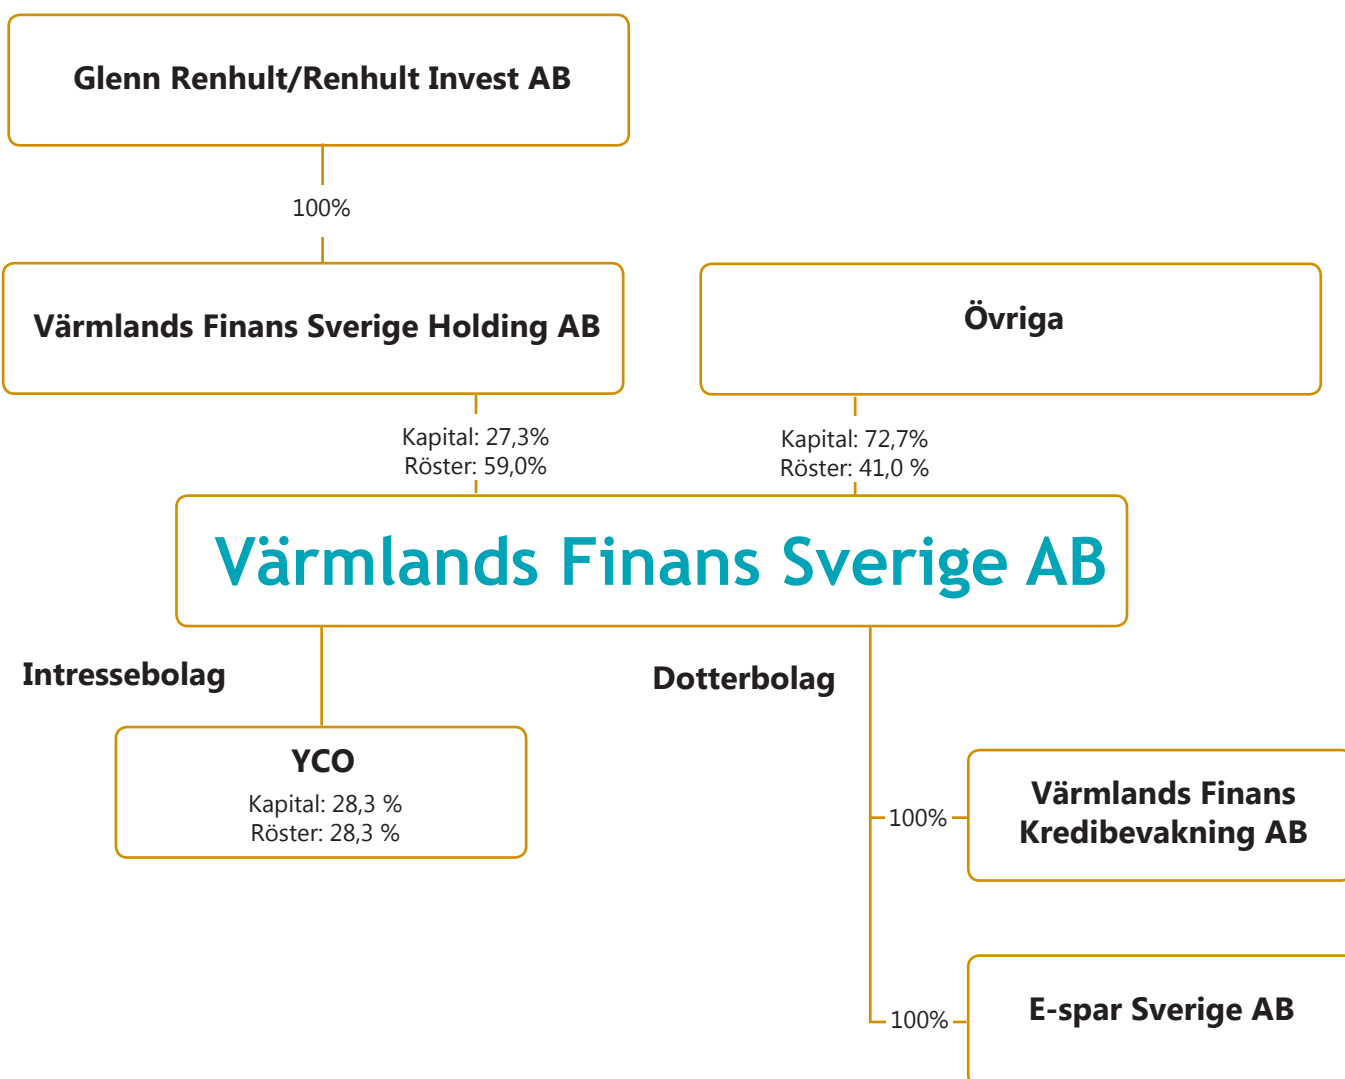 Glenn Renhult/Renhult Invest AB
100%
Värmlands Finans Sverige Holding AB
Övriga
Kapital: 27,3%
Röster: 59,0%
Kapital: 72,7%
Röster: 41,0 %
Värmlands Finans Sverige AB
Intressebolag
Dotterbolag
YCO
Kapital: 28,3 %
Röster: 28,3 %
100%
Värmlands Finans
Kredibevakning AB
100%
E-spar Sverige AB